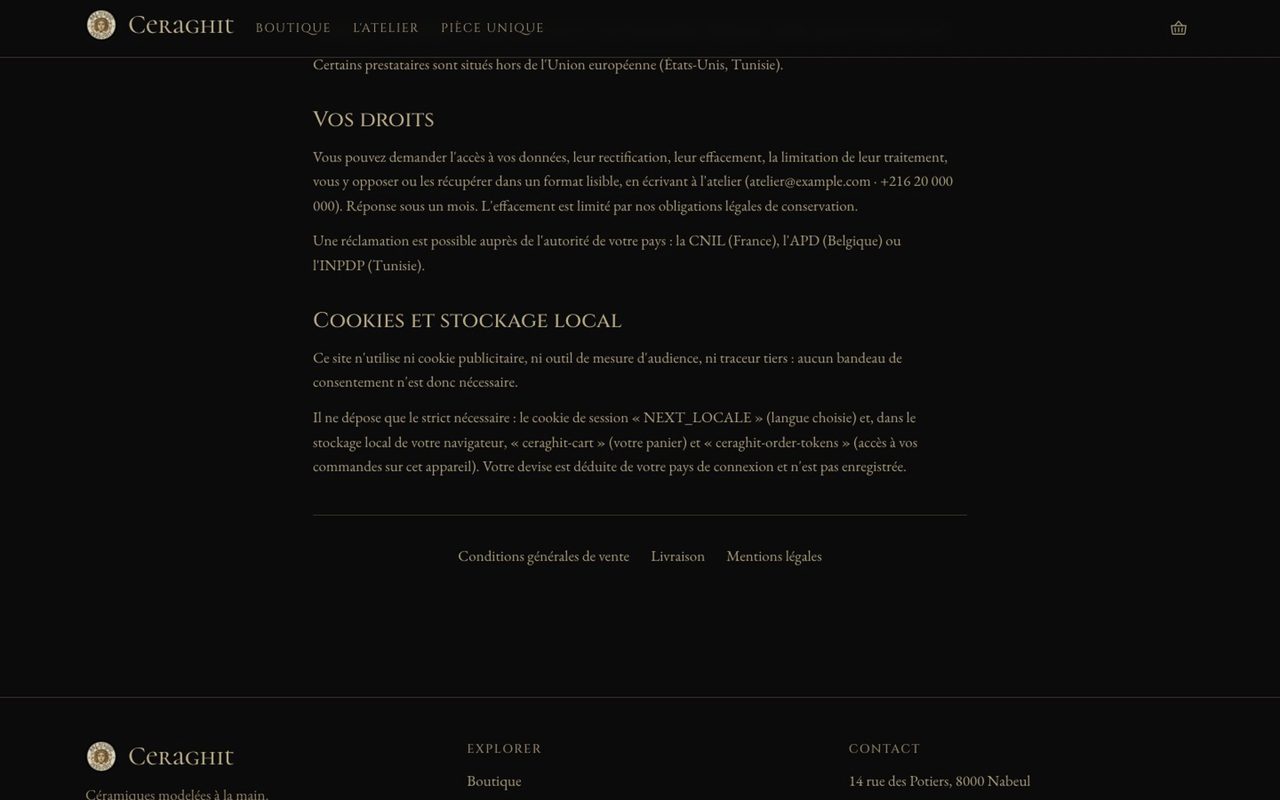 Ceraghit BOUTIQUE L'ATELIER PIÈCE UNIQUE
Certains prestataires sont situés hors de l'Union européenne (États-Unis, Tunisie).
Vos droits
Vous pouvez demander l'accès à vos données, leur rectification, leur effacement, la limitation de leur traitement,
vous y opposer ou les récupérer dans un format lisible, en écrivant à l'atelier (atelier@example.com · +216 20 000
000). Réponse sous un mois. L'effacement est limité par nos obligations légales de conservation.
Une réclamation est possible auprès de l'autorité de votre pays : la CNIL (France), l'APD (Belgique) ou
l'INPDP (Tunisie).
Cookies et stockage local
Ce site n'utilise ni cookie publicitaire, ni outil de mesure d'audience, ni traceur tiers : aucun bandeau de
consentement n'est donc nécessaire.
Il ne dépose que le strict nécessaire : le cookie de session « NEXT_LOCALE » (langue choisie) et, dans le
stockage local de votre navigateur, « ceraghit-cart » (votre panier) et « ceraghit-order-tokens » (accès à vos
commandes sur cet appareil). Votre devise est déduite de votre pays de connexion et n'est pas enregistrée.
Conditions générales de vente Livraison Mentions légales
Ceraghit
Céramiques modelées à la main,
EXPLORER
Boutique
CONTACT
14 rue des Potiers, 8000 Nabeul